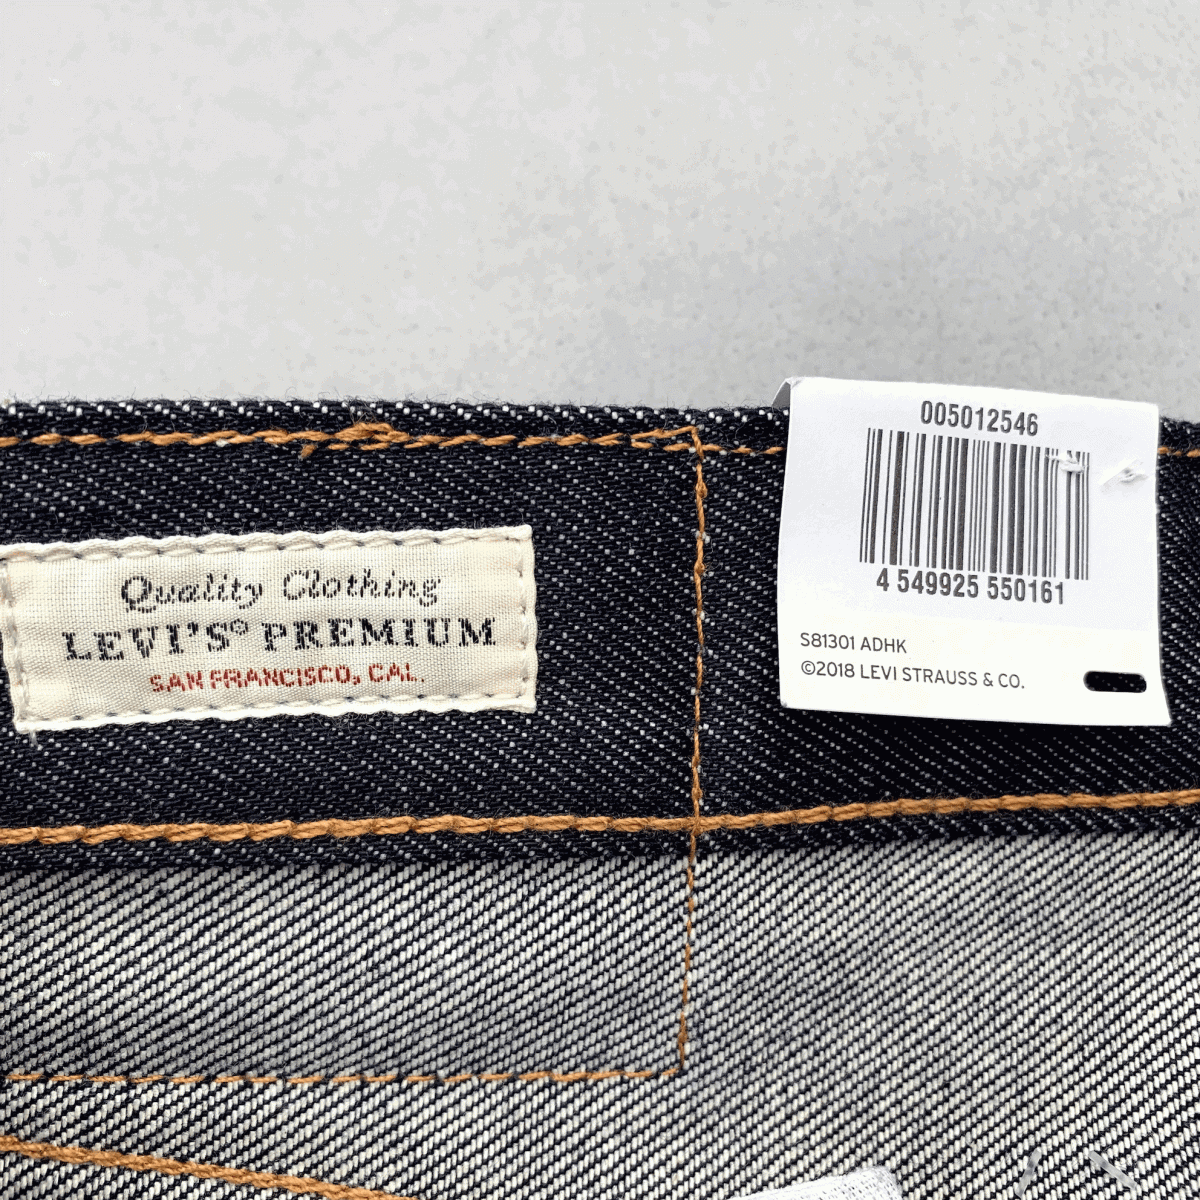 Quality Clothing
LEVI'S® PREMIUM
SAN FRANCISCO, CAL.
005012546
4 549925 550161
S81301 ADHK
©2018 LEVI STRAUSS & CO.